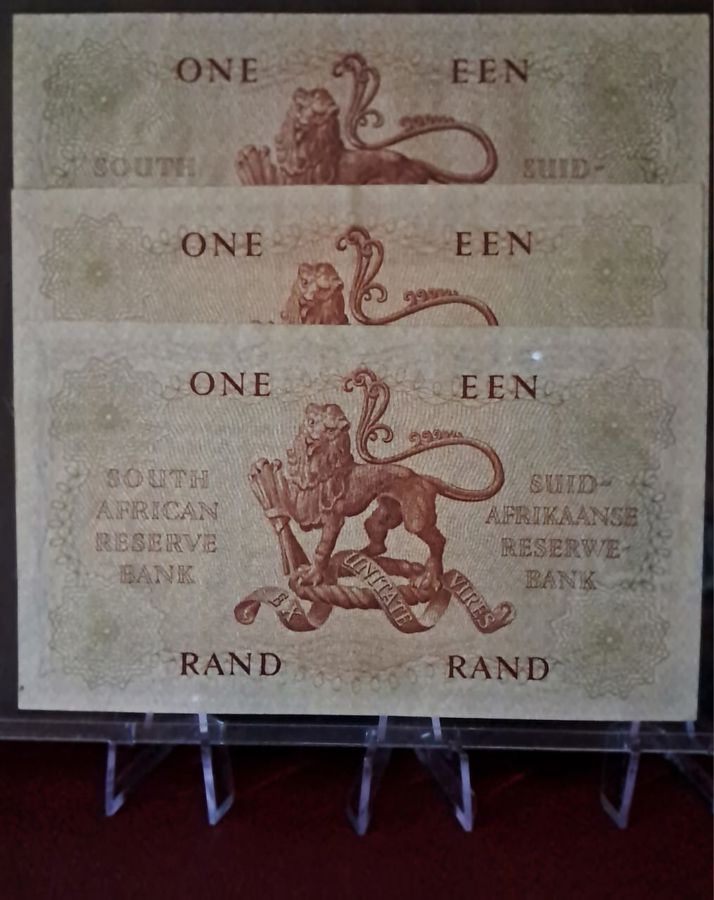 ONE EEN
SOUTH SUID-
ONE EEN
ONE EEN
SOUTH
AFRICAN
RESERVE
BANK
SUID-
AFRIKAANSE
RESERWE-
BANK
EX UNITATE VIRES
RAND RAND